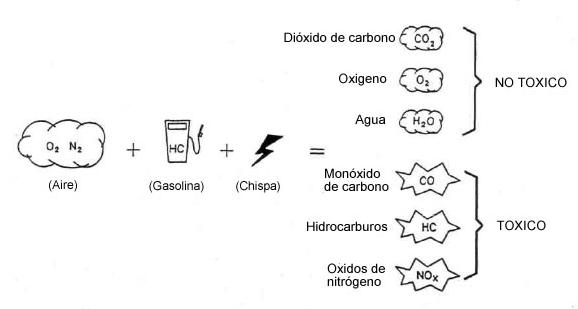 Dióxido de carbono CO2
Oxigeno O2
NO TOXICO
Agua H2O
O2 N2 + HC + =
(Aire) (Gasolina) (Chispa)
Monóxido
de carbono CO
Hidrocarburos HC
TOXICO
Oxidos de
nitrógeno NOx